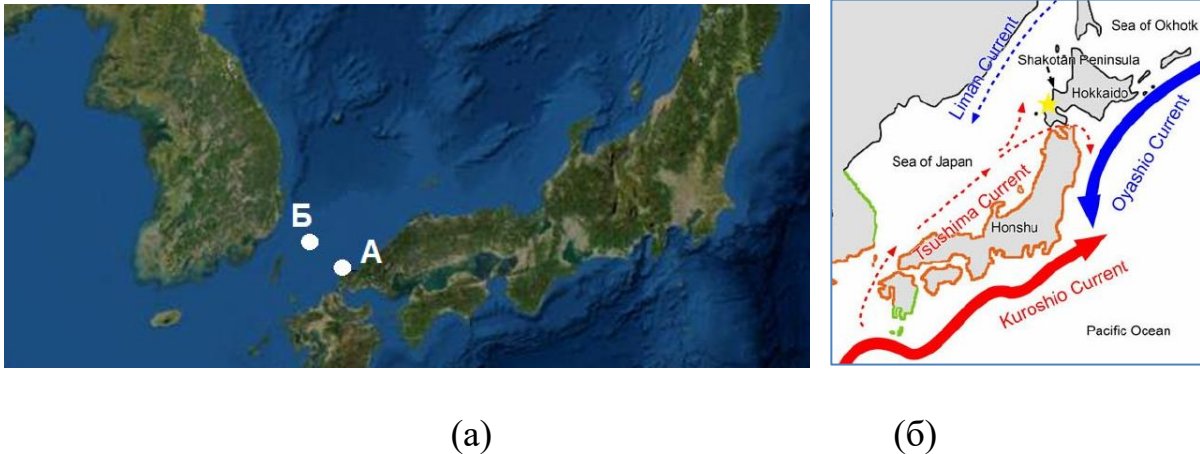 Б
А
Liman Current
Sea of Okhotk
Shakotan Peninsula
Hokkaido
Sea of Japan
Tsushima Current
Honshu
Oyashio Current
Kuroshio Current
Pacific Ocean
(а)
(б)